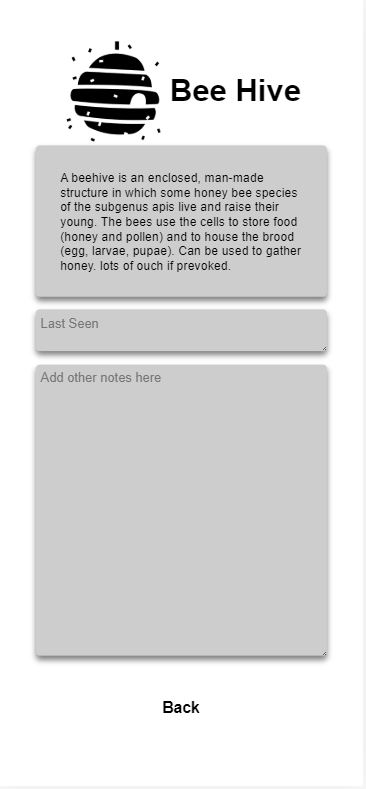 Bee Hive
A beehive is an enclosed, man-made
structure in which some honey bee species
of the subgenus apis live and raise their
young. The bees use the cells to store food
(honey and pollen) and to house the brood
(egg, larvae, pupae). Can be used to gather
honey. lots of ouch if prevoked.
Last Seen
Add other notes here
Back